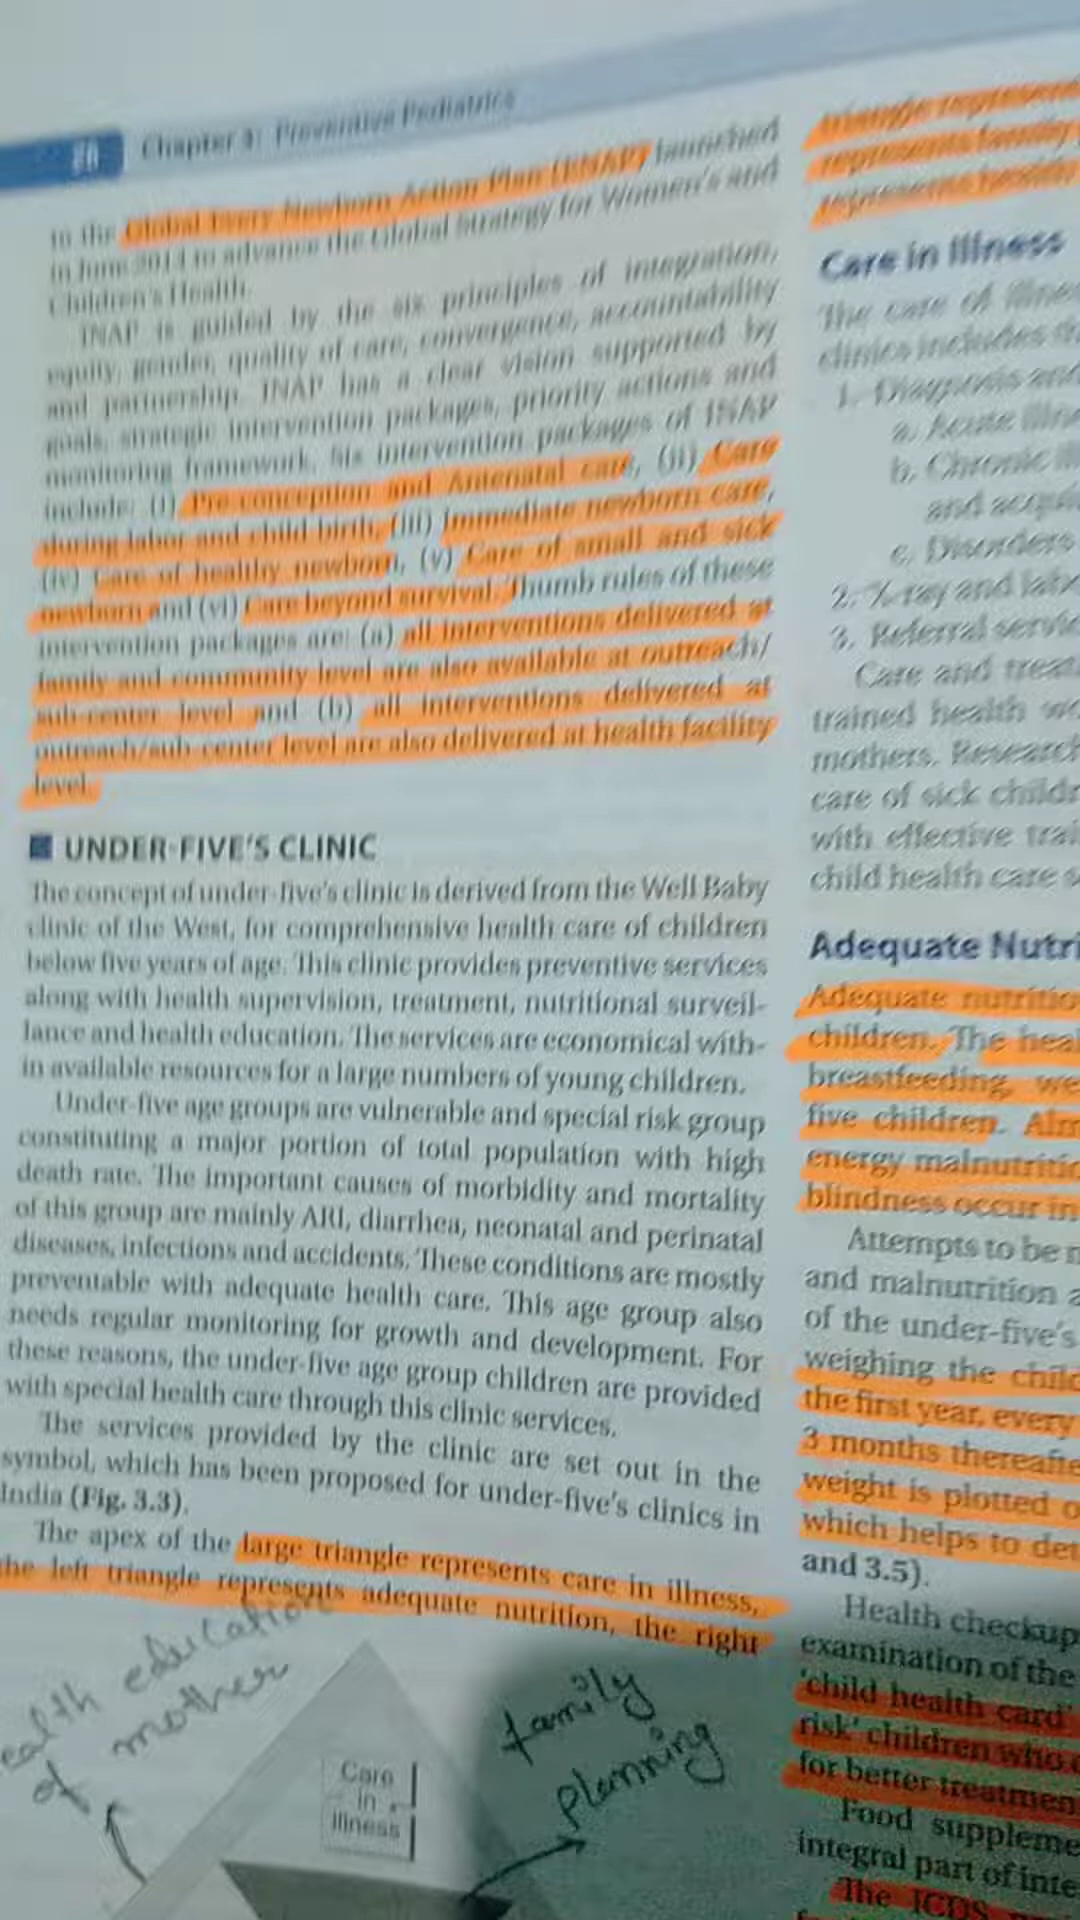 Chapter 3: Preventive Pediatrics
to the Global Every Newborn Action Plan (ENAP) launched
in June 2014 to advance the Global Strategy for Women's and
Children's Health.
INAP is guided by the six principles of integration,
equity, gender, quality of care, convergence, accountability
and partnership. INAP has a clear vision supported by
goals, strategic intervention packages, priority actions and
monitoring framework. Six intervention packages of INAP
include: (i) Pre-conception and Antenatal care, (ii) Care
during labor and child birth, (iii) Immediate newborn care,
(iv) Care of healthy newborn, (v) Care of small and sick
newborn and (vi) Care beyond survival. Thumb rules of these
intervention packages are: (a) all interventions delivered at
family and community level are also available at outreach/
sub-center level and (b) all interventions delivered at
outreach/sub-center level are also delivered at health facility
level.
UNDER-FIVE'S CLINIC
The concept of under-five's clinic is derived from the Well Baby
clinic of the West, for comprehensive health care of children
below five years of age. This clinic provides preventive services
along with health supervision, treatment, nutritional surveil-
lance and health education. The services are economical with-
in available resources for a large numbers of young children.
Under-five age groups are vulnerable and special risk group
constituting a major portion of total population with high
death rate. The important causes of morbidity and mortality
of this group are mainly ARI, diarrhea, neonatal and perinatal
diseases, infections and accidents. These conditions are mostly
preventable with adequate health care. This age group also
needs regular monitoring for growth and development. For
these reasons, the under-five age group children are provided
with special health care through this clinic services.
The services provided by the clinic are set out in the
symbol, which has been proposed for under-five's clinics in
India (Fig. 3.3).
The apex of the large triangle represents care in illness,
the left triangle represents adequate nutrition, the right
ealth education
of mother
family
planning
Care
in
illness
triangle represent
represents family
represents health
Care in Illness
The care of illnes
clinics includes
1. Diagnosis and
a. Acute illne
b. Chronic ill
and acqui
c. Disorders
2. X-ray and lab
3. Referral servic
Care and treat
trained health wo
mothers. Research
care of sick childr
with effective trai
child health care s
Adequate Nutri
Adequate nutritio
children. The heal
breastfeeding, we
five children. Alm
energy malnutritio
blindness occur in
Attempts to be m
and malnutrition a
of the under-five's
weighing the child
the first year, every
3 months thereafte
weight is plotted o
which helps to det
and 3.5).
Health checkup
examination of the
'child health card'
risk' children who
for better treatmen
Food suppleme
integral part of inte
The ICDS